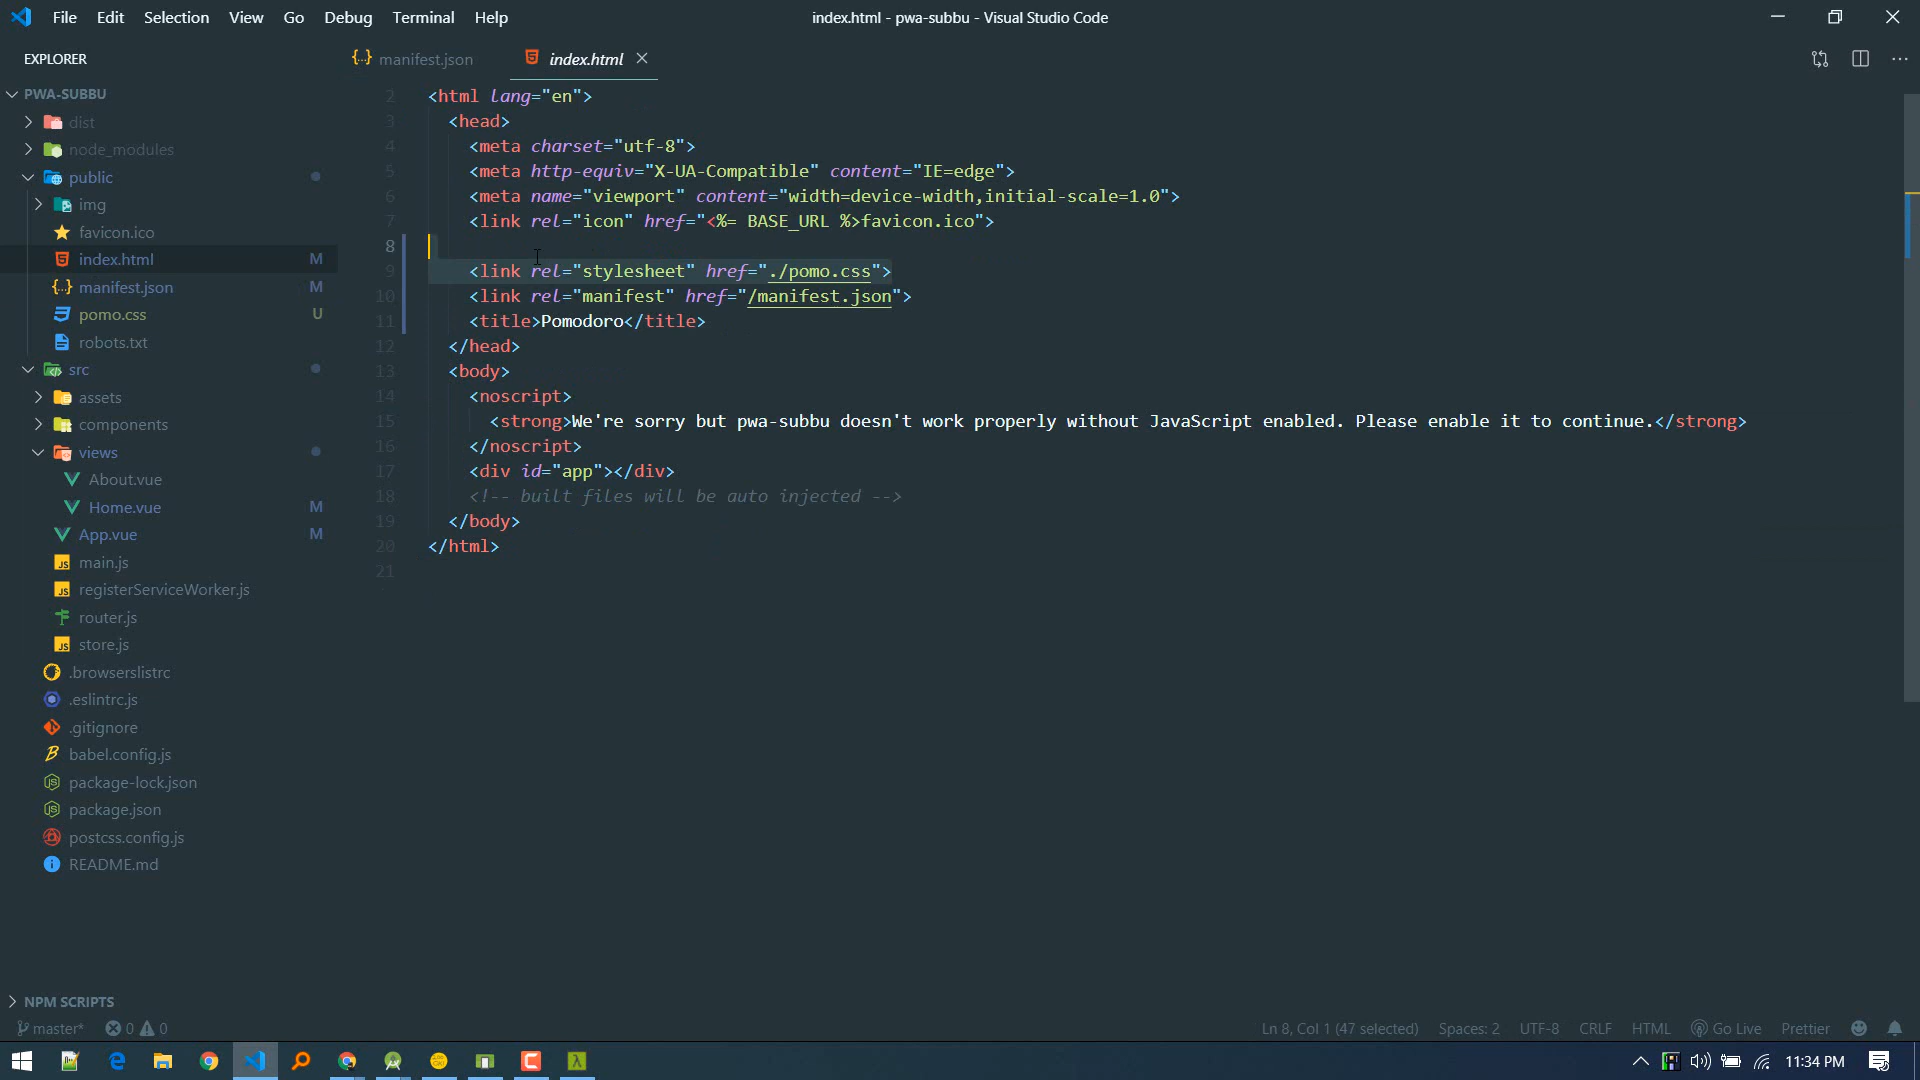 File Edit Selection View Go Debug Terminal Help
index.html - pwa-subbu - Visual Studio Code
EXPLORER
manifest.json
index.html
PWA-SUBBU
dist
node_modules
public
img
favicon.ico
index.html M
manifest.json M
pomo.css U
robots.txt
src
assets
components
views
About.vue
Home.vue M
App.vue M
main.js
registerServiceWorker.js
router.js
store.js
.browserslistrc
.eslintrc.js
.gitignore
babel.config.js
package-lock.json
package.json
postcss.config.js
README.md
NPM SCRIPTS
2 <html lang="en">
3 <head>
4 <meta charset="utf-8">
5 <meta http-equiv="X-UA-Compatible" content="IE=edge">
6 <meta name="viewport" content="width=device-width,initial-scale=1.0">
7 <link rel="icon" href="<%= BASE_URL %>favicon.ico">
8
9 <link rel="stylesheet" href="./pomo.css">
10 <link rel="manifest" href="/manifest.json">
11 <title>Pomodoro</title>
12 </head>
13 <body>
14 <noscript>
15 <strong>We're sorry but pwa-subbu doesn't work properly without JavaScript enabled. Please enable it to continue.</strong>
16 </noscript>
17 <div id="app"></div>
18 <!-- built files will be auto injected -->
19 </body>
20 </html>
21
master* 0 0
Ln 8, Col 1 (47 selected) Spaces: 2 UTF-8 CRLF HTML Go Live Prettier
11:34 PM